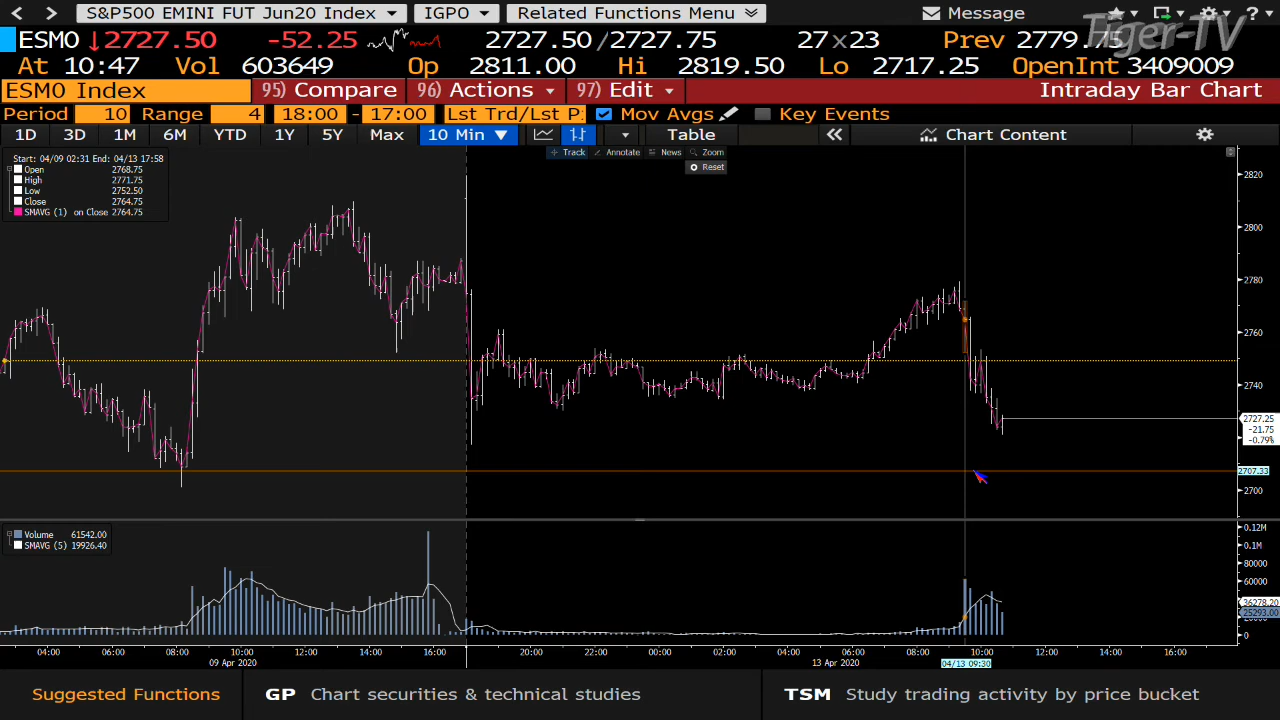 S&P500 EMINI FUT Jun20 Index IGPO Related Functions Menu Message ?
Tiger-TV
ESM0 ↓2727.50 -52.25 2727.50/2727.75 27x23 Prev 2779.75
At 10:47 Vol 603649 Op 2811.00 Hi 2819.50 Lo 2717.25 OpenInt 3409009
ESM0 Index 95) Compare 96) Actions 97) Edit Intraday Bar Chart
Period 10 Range 4 18:00 - 17:00 Lst Trd/Lst P: Mov Avgs Key Events
1D 3D 1M 6M YTD 1Y 5Y Max 10 Min ▼ Table « Chart Content
Track Annotate News Zoom
Reset
Start: 04/09 02:31 End: 04/13 17:58
Open 2768.75
High 2771.75
Low 2752.50
Close 2764.75
SMAVG (1) on Close 2764.75
2820
2800
2780
2760
2740
2727.25
-21.75
-0.79%
2707.33
2700
Volume 61542.00
SMAVG (5) 19926.40
0.12M
0.1M
80000
60000
36278.20
25293.00
0
04:00 06:00 08:00 10:00 12:00 14:00 16:00 20:00 22:00 00:00 02:00 04:00 06:00 08:00 10:00 12:00 14:00 16:00
09 Apr 2020 13 Apr 2020 04/13 09:30
Suggested Functions GP Chart securities & technical studies TSM Study trading activity by price bucket